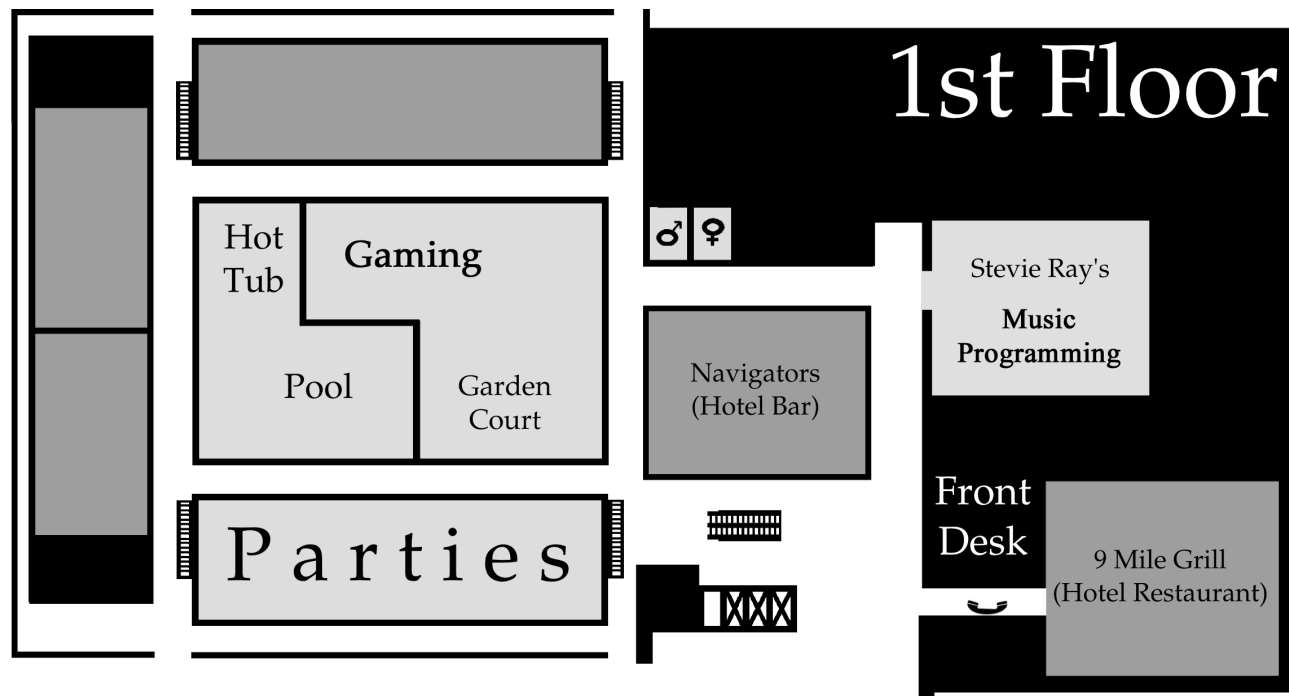 1st Floor
Hot
Tub
Gaming
Pool
Garden
Court
Navigators
(Hotel Bar)
Stevie Ray's
Music
Programming
Front
Desk
9 Mile Grill
(Hotel Restaurant)
Parties